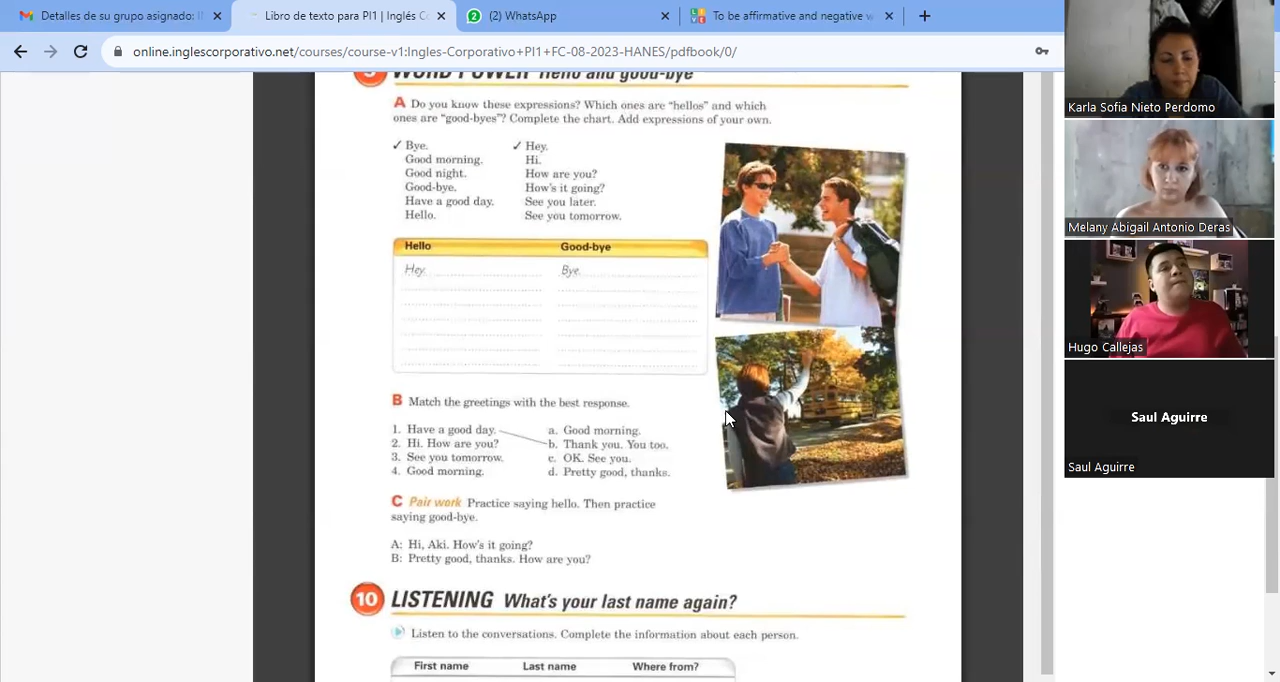 Detalles de su grupo asignado: I
Libro de texto para PI1 | Inglés Co
(2) WhatsApp
To be affirmative and negative w
online.inglescorporativo.net/courses/course-v1:Ingles-Corporativo+PI1+FC-08-2023-HANES/pdfbook/0/
WORD POWER Hello and good-bye
A Do you know these expressions? Which ones are "hellos" and which
ones are "good-byes"? Complete the chart. Add expressions of your own.
✓ Bye. ✓ Hey.
Good morning. Hi.
Good night. How are you?
Good-bye. How's it going?
Have a good day. See you later.
Hello. See you tomorrow.
Hello Good-bye
Hey. Bye.
B Match the greetings with the best response.
1. Have a good day. a. Good morning.
2. Hi. How are you? b. Thank you. You too.
3. See you tomorrow. c. OK. See you.
4. Good morning. d. Pretty good, thanks.
C Pair work Practice saying hello. Then practice
saying good-bye.
A: Hi, Aki. How's it going?
B: Pretty good, thanks. How are you?
10 LISTENING What's your last name again?
Listen to the conversations. Complete the information about each person.
First name Last name Where from?
Karla Sofia Nieto Perdomo
Melany Abigail Antonio Deras
Hugo Callejas
Saul Aguirre
Saul Aguirre